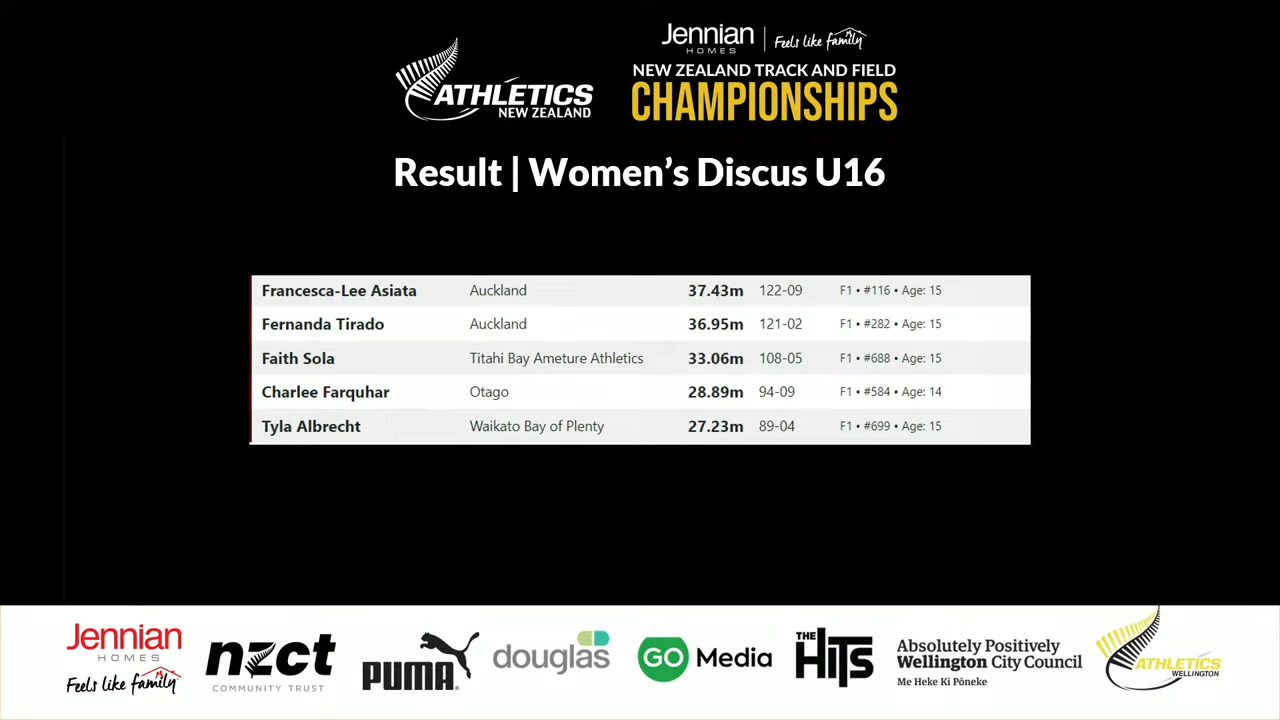 Jennian
HOMES
Feels like family
ATHLETICS
NEW ZEALAND
NEW ZEALAND TRACK AND FIELD
CHAMPIONSHIPS
Result | Women's Discus U16
Francesca-Lee Asiata Auckland 37.43m 122-09 F1 • #116 • Age: 15
Fernanda Tirado Auckland 36.95m 121-02 F1 • #282 • Age: 15
Faith Sola Titahi Bay Ameture Athletics 33.06m 108-05 F1 • #688 • Age: 15
Charlee Farquhar Otago 28.89m 94-09 F1 • #584 • Age: 14
Tyla Albrecht Waikato Bay of Plenty 27.23m 89-04 F1 • #699 • Age: 15
Jennian
HOMES
Feels like family
nzct
COMMUNITY TRUST
PUMA
douglas
GO Media
THE
HITS
Absolutely Positively
Wellington City Council
Me Heke Ki Pōneke
ATHLETICS
WELLINGTON